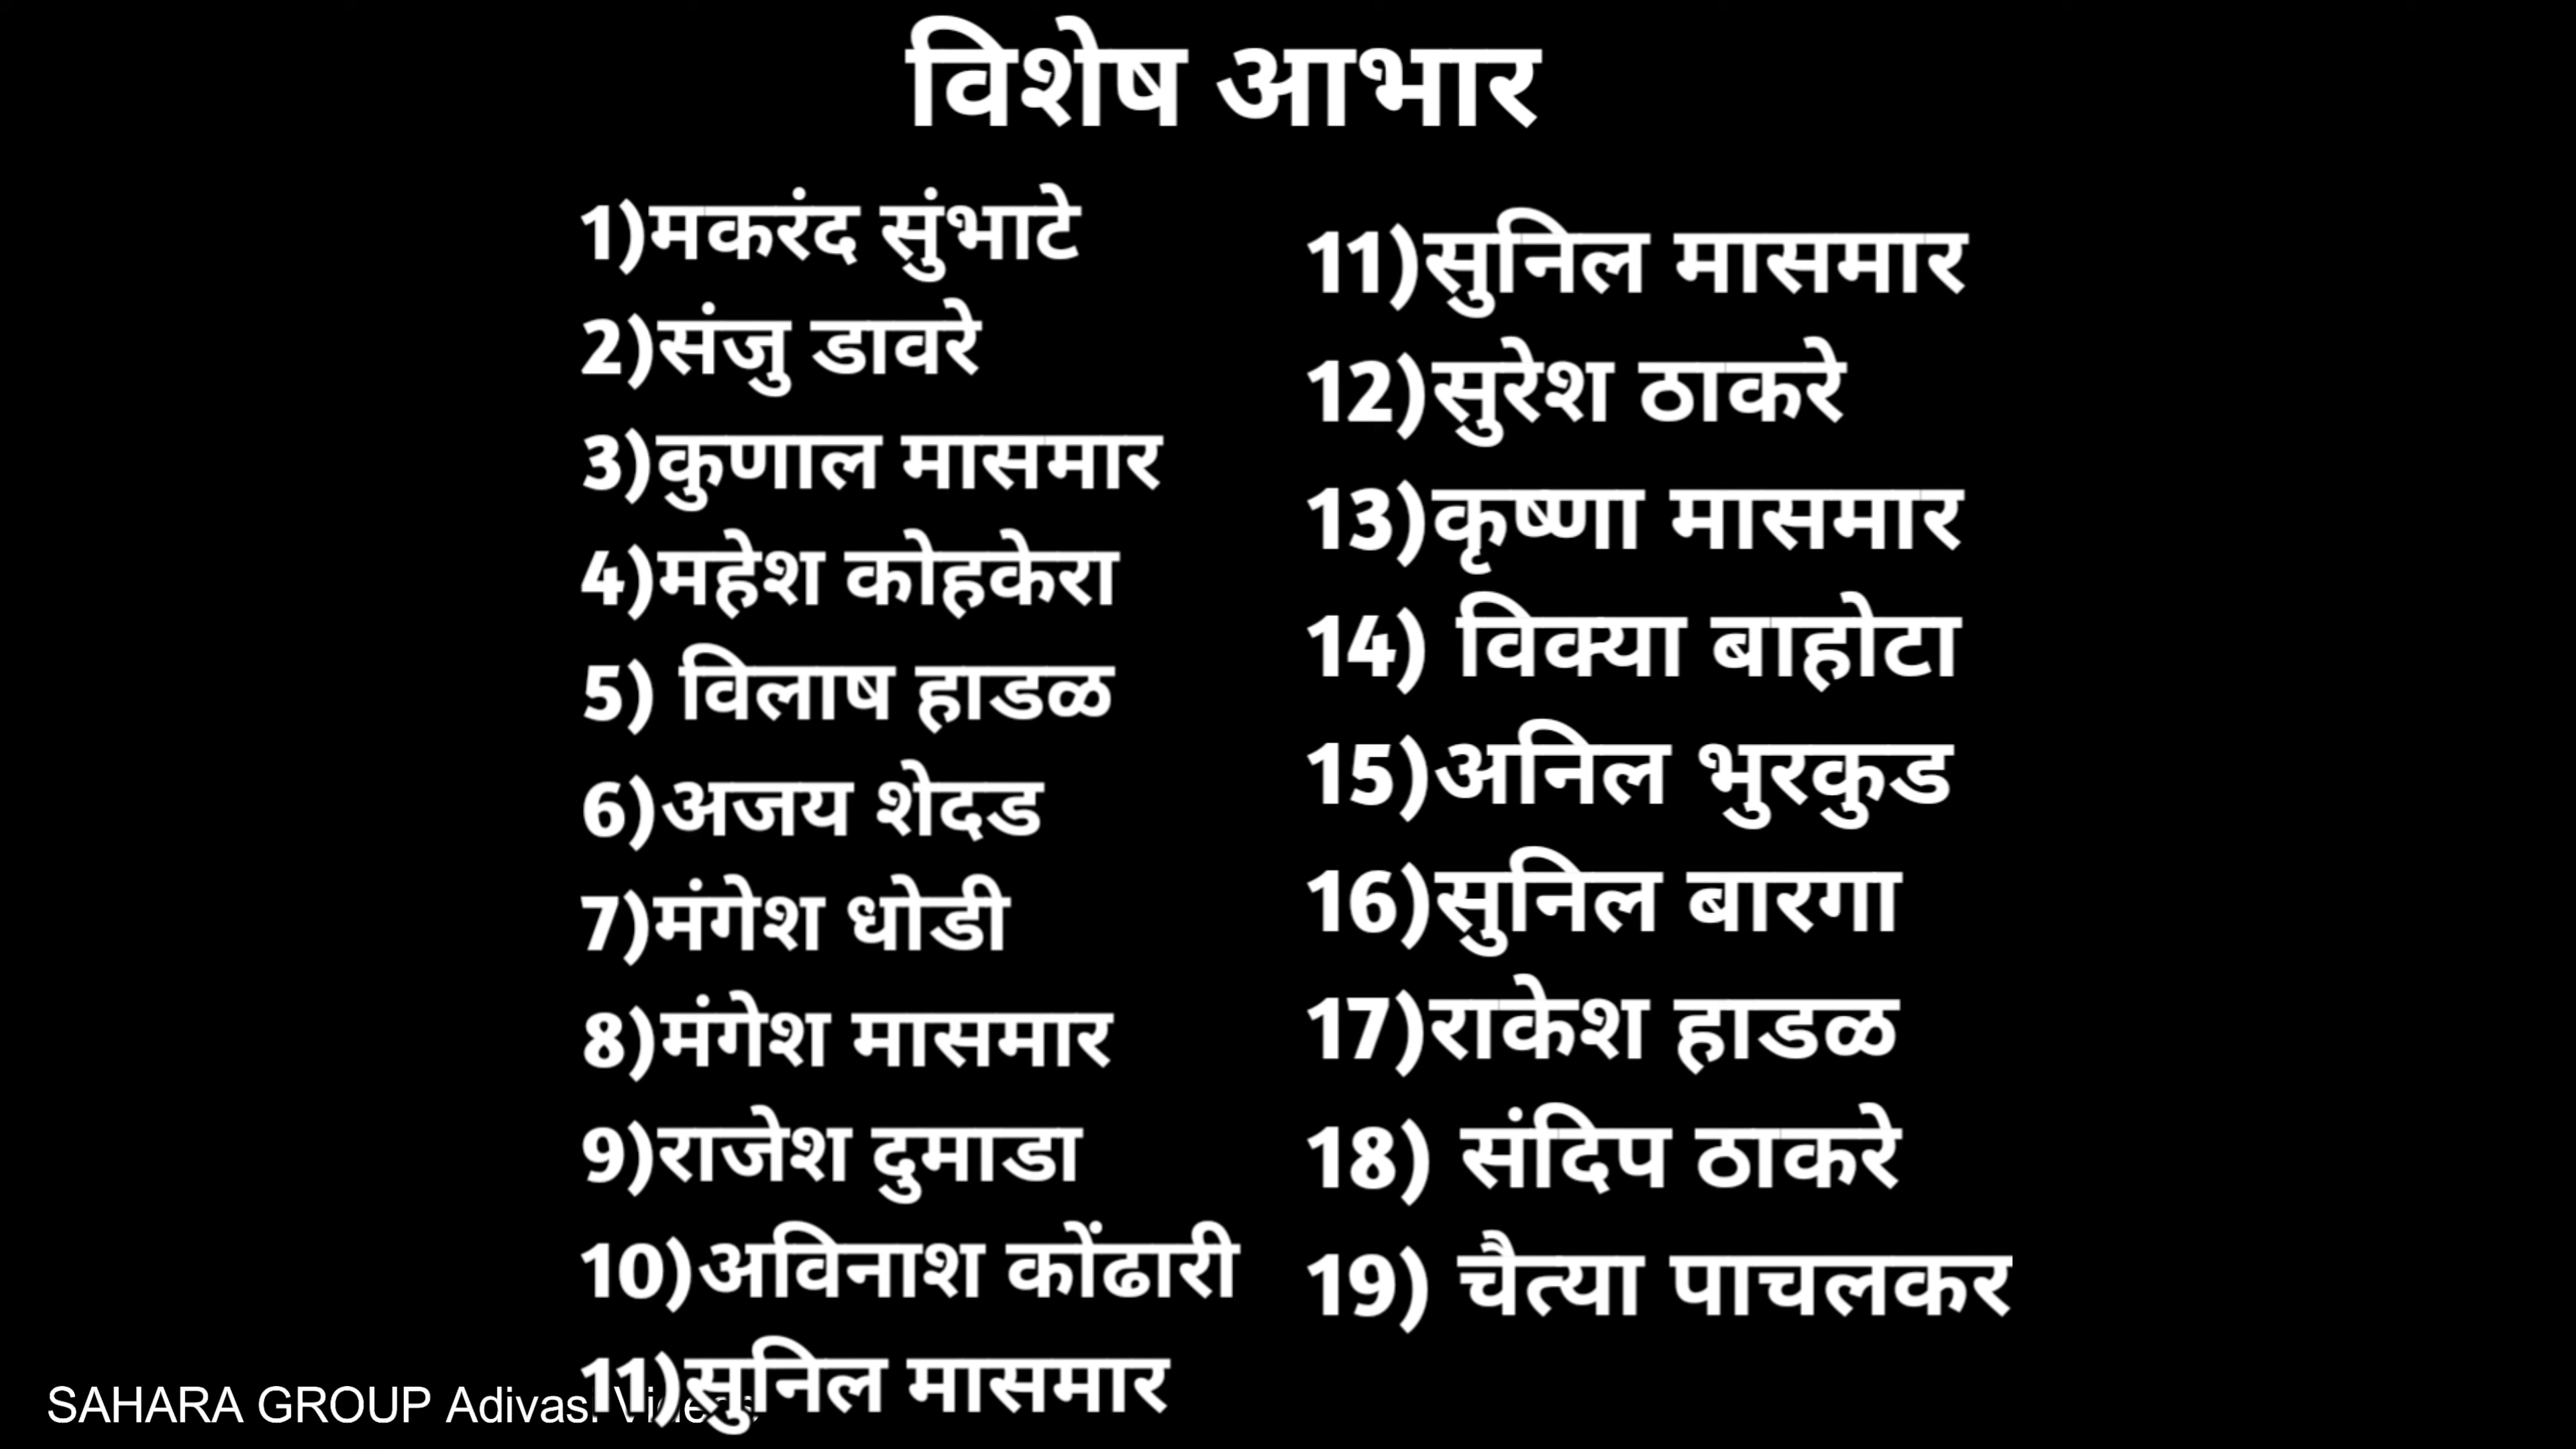 विशेष आभार
1)मकरंद सुंभाटे
2)संजु डावरे
3)कुणाल मासमार
4)महेश कोहकेरा
5) विलाष हाडळ
6)अजय शेदड
7)मंगेश धोडी
8)मंगेश मासमार
9)राजेश दुमाडा
10)अविनाश कोंढारी
11)सुनिल मासमार
11)सुनिल मासमार
12)सुरेश ठाकरे
13)कृष्णा मासमार
14) विक्या बाहोटा
15)अनिल भुरकुड
16)सुनिल बारगा
17)राकेश हाडळ
18) संदिप ठाकरे
19) चैत्या पाचलकर
SAHARA GROUP Adivasi